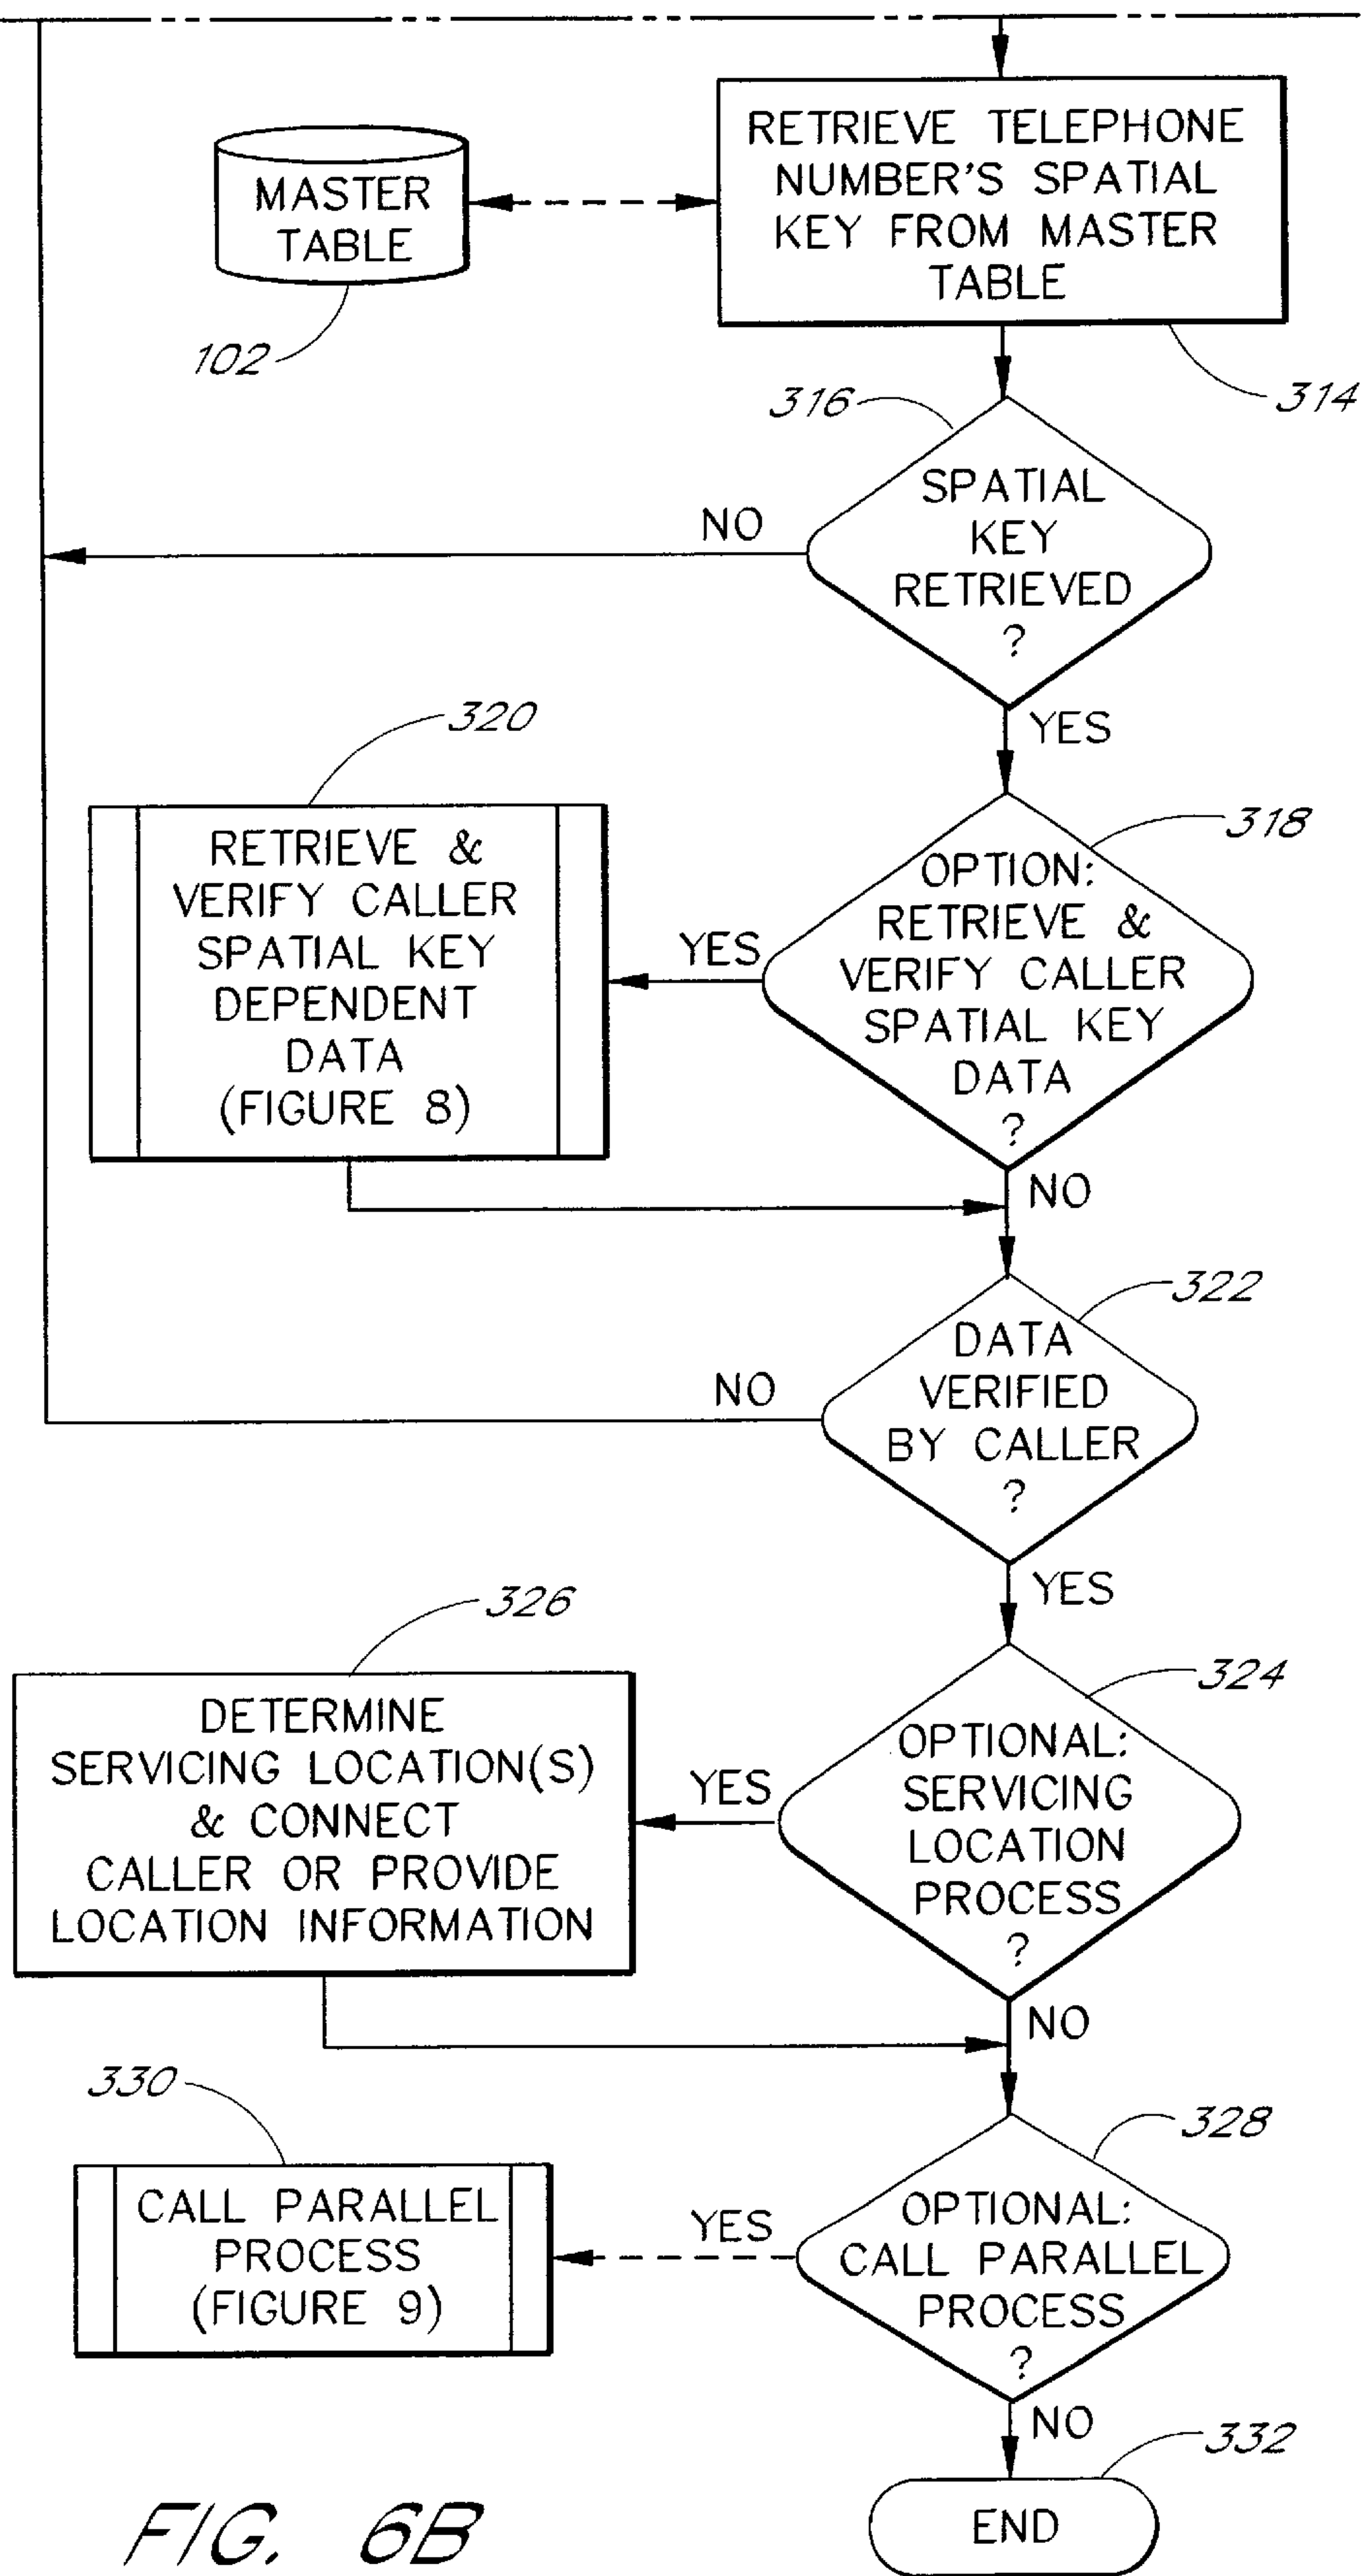 RETRIEVE TELEPHONE
NUMBER'S SPATIAL
KEY FROM MASTER
TABLE
MASTER
TABLE
102
314
316
SPATIAL
KEY
RETRIEVED
?
NO
YES
320
RETRIEVE &
VERIFY CALLER
SPATIAL KEY
DEPENDENT
DATA
(FIGURE 8)
318
OPTION:
RETRIEVE &
VERIFY CALLER
SPATIAL KEY
DATA
?
YES
NO
322
DATA
VERIFIED
BY CALLER
?
NO
YES
326
DETERMINE
SERVICING LOCATION(S)
& CONNECT
CALLER OR PROVIDE
LOCATION INFORMATION
324
OPTIONAL:
SERVICING
LOCATION
PROCESS
?
YES
NO
330
CALL PARALLEL
PROCESS
(FIGURE 9)
328
OPTIONAL:
CALL PARALLEL
PROCESS
?
YES
NO
332
END
FIG. 6B